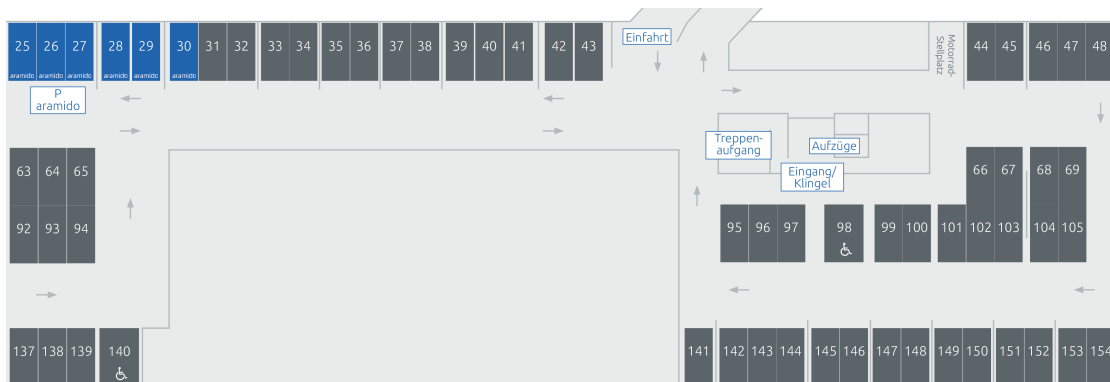 25 26 27 28 29 30 31 32 33 34 35 36 37 38 39 40 41 42 43
Einfahrt
Motorrad-
Stellplatz
44 45 46 47 48
aramido aramido aramido aramido aramido aramido
P
aramido
Treppen-
aufgang
Aufzüge
Eingang/
Klingel
63 64 65
66 67 68 69
92 93 94
95 96 97 98 99 100 101 102 103 104 105
137 138 139 140
141 142 143 144 145 146 147 148 149 150 151 152 153 154